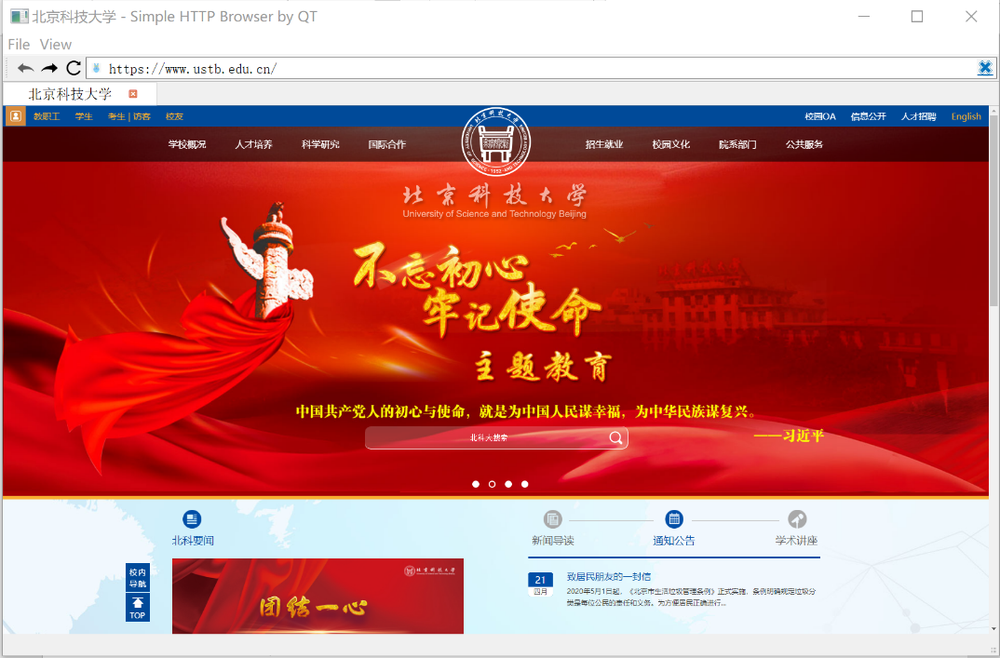 北京科技大学 - Simple HTTP Browser by QT
File View
https://www.ustb.edu.cn/
北京科技大学
教职工 学生 考生 | 访客 校友 校园OA 信息公开 人才招聘 English
学校概况 人才培养 科学研究 国际合作 招生就业 校园文化 院系部门 公共服务
北京科技大学
University of Science and Technology Beijing
不忘初心
牢记使命
主题教育
中国共产党人的初心与使命，就是为中国人民谋幸福，为中华民族谋复兴。
——习近平
北科大搜索
北科要闻 新闻导读 通知公告 学术讲座
校内
导航
TOP
团结一心
21
四月
致居民朋友的一封信
2020年5月1日起，《北京市生活垃圾管理条例》正式实施，条例明确规定垃圾分
类是每位公民的责任和义务。为方便居民正确进行...